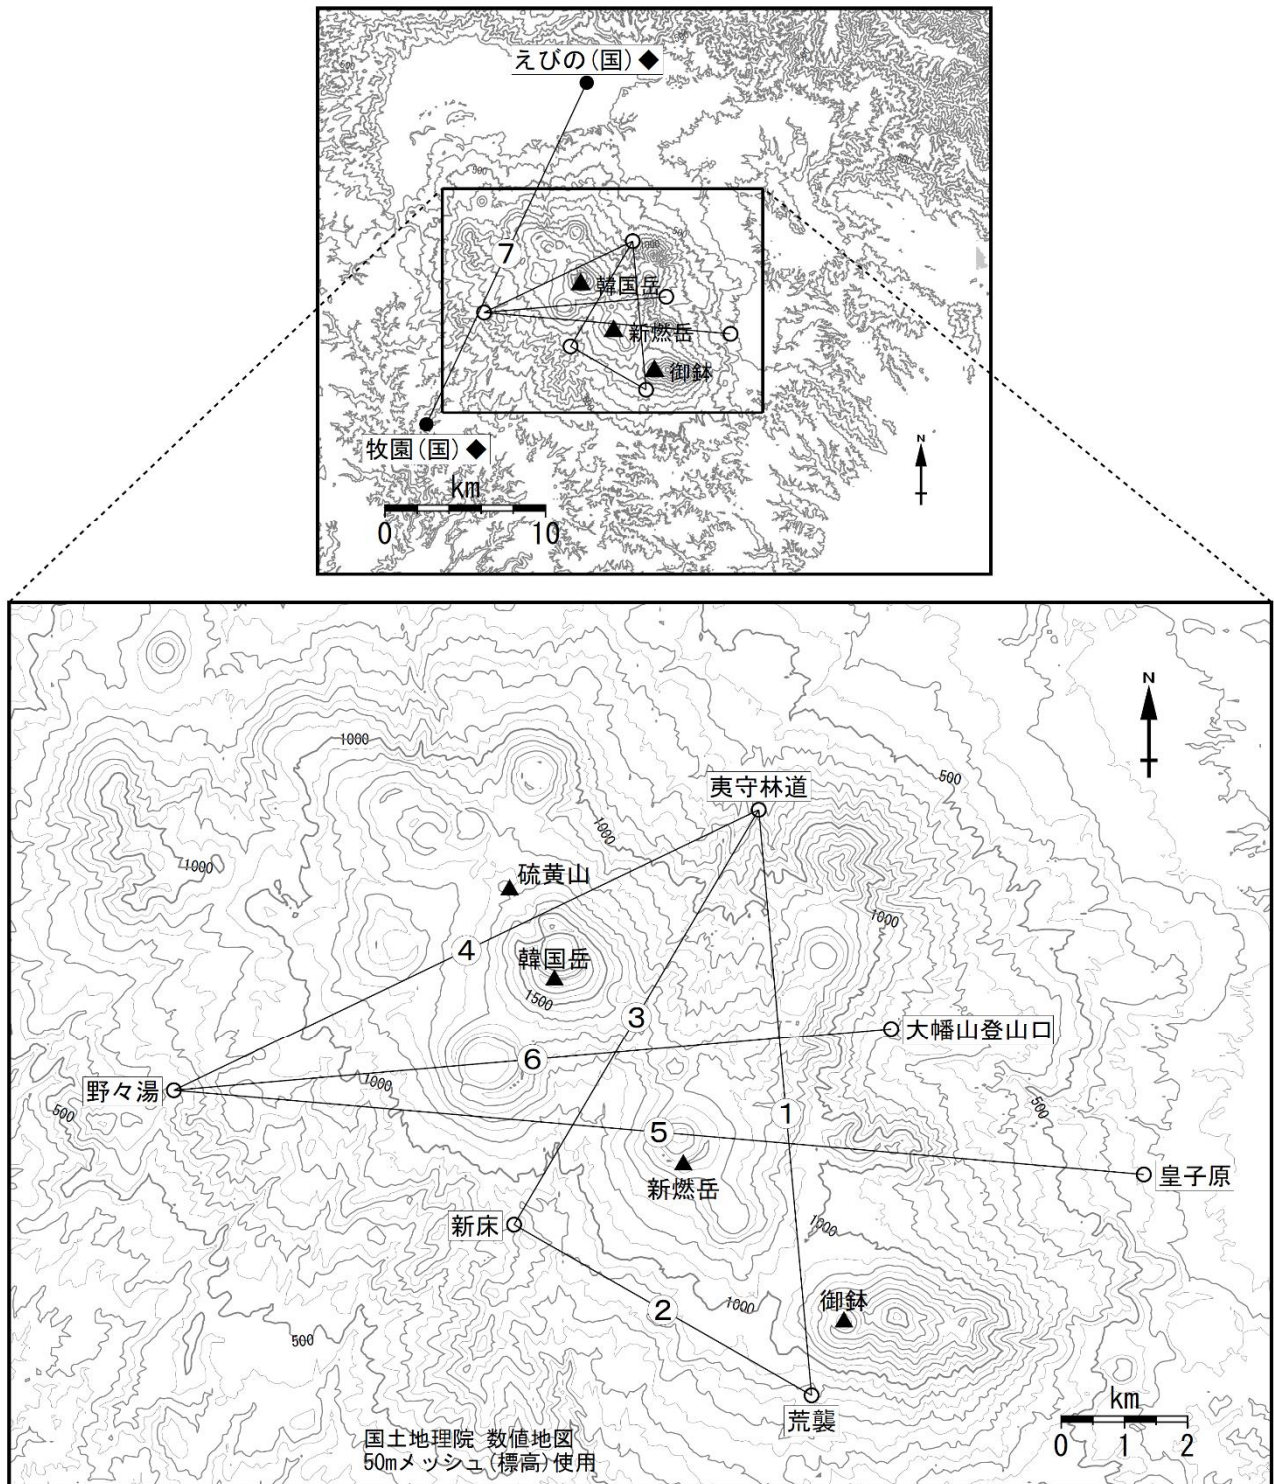 えびの(国)◆
500
7
1000
500
韓国岳
新燃岳
御鉢
牧園(国)◆
km
0 10
N
N
1000
夷守林道
500
1000
1000
硫黄山
4
韓国岳
1000
1500
3
大幡山登山口
6
野々湯
1000
500
500
1
5
皇子原
新燃岳
新床
1000
2
1000
御鉢
500
荒襲
km
0 1 2
国土地理院 数値地図
50mメッシュ(標高)使用